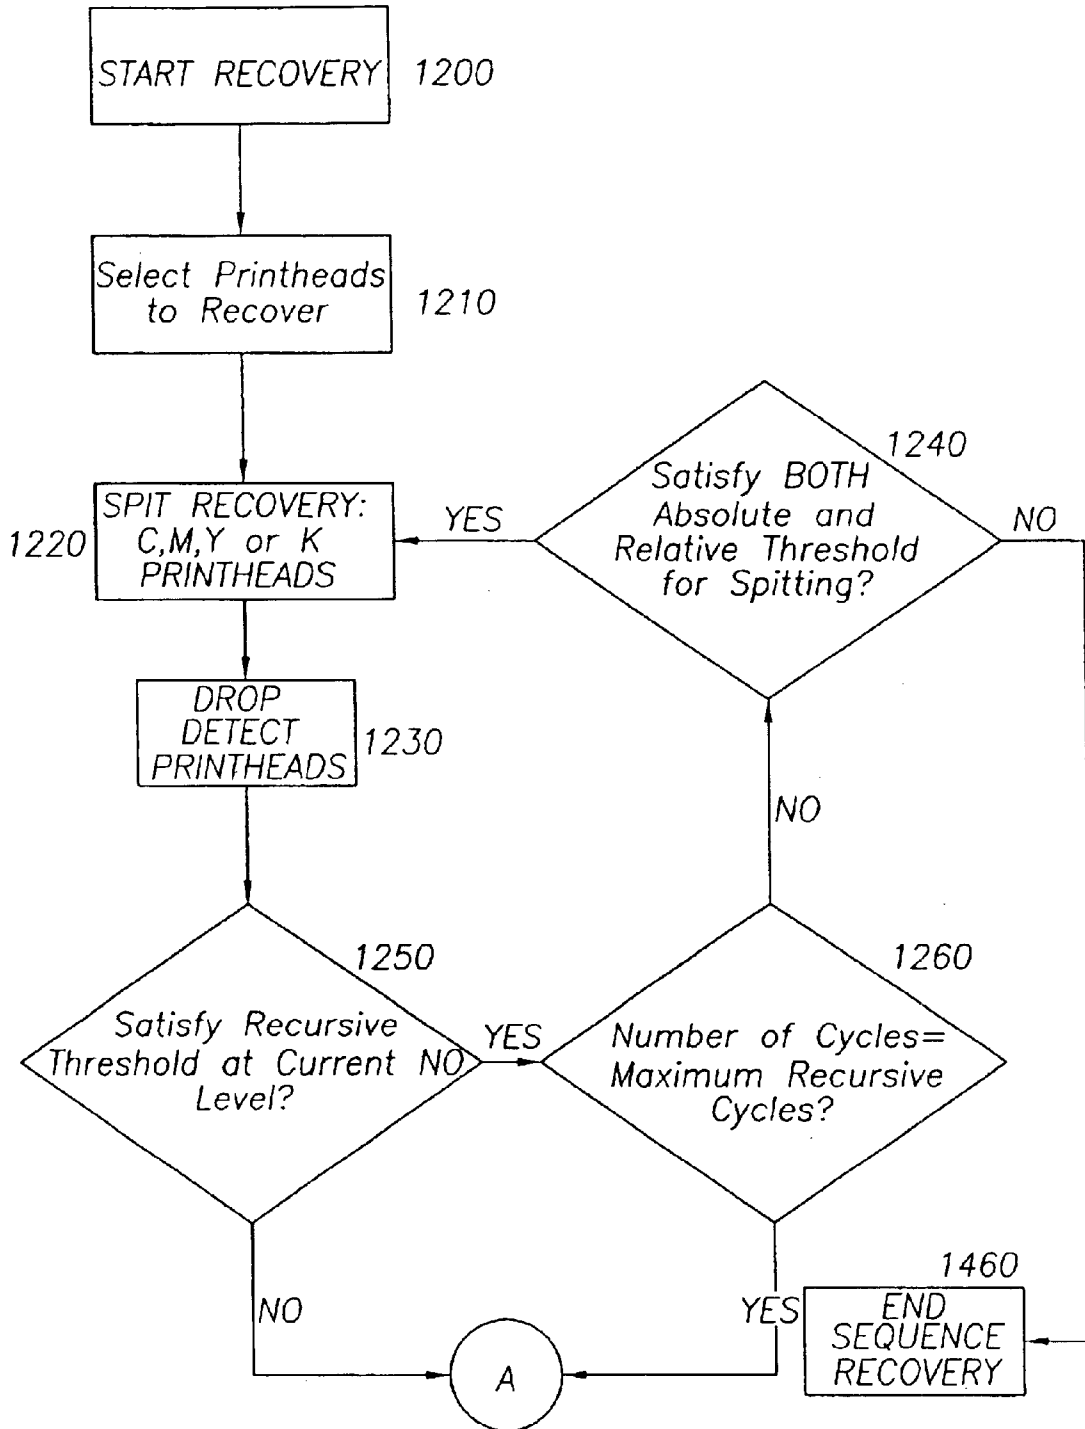 START RECOVERY
1200
Select Printheads
to Recover
1210
SPIT RECOVERY:
C,M,Y or K
PRINTHEADS
1220
YES
1240
Satisfy BOTH
Absolute and
Relative Threshold
for Spitting?
NO
DROP
DETECT
PRINTHEADS
1230
NO
1250
Satisfy Recursive
Threshold at Current NO
Level?
YES
1260
Number of Cycles=
Maximum Recursive
Cycles?
NO
YES
A
1460
END
SEQUENCE
RECOVERY